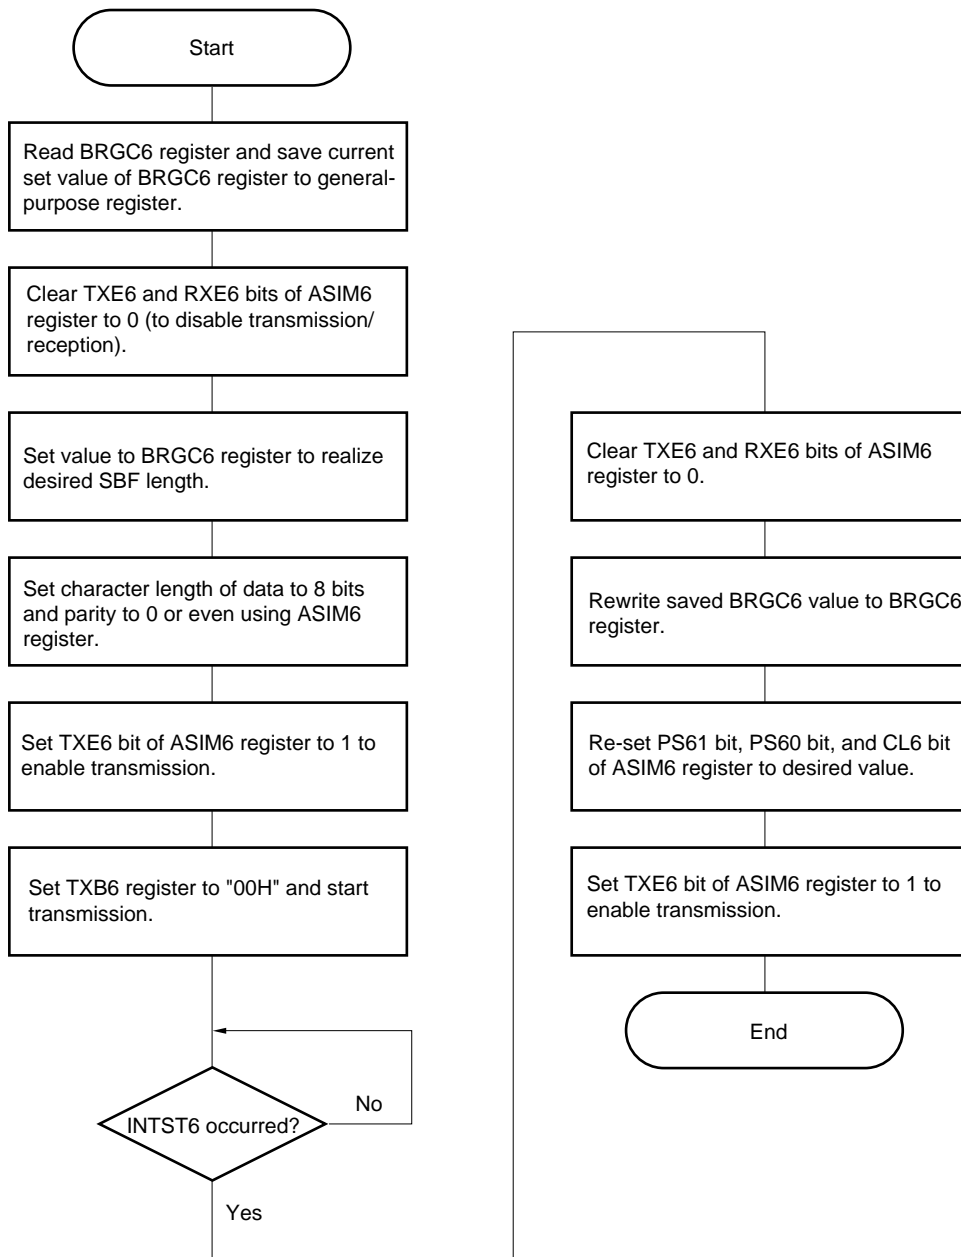 Start
Read BRGC6 register and save current
set value of BRGC6 register to general-
purpose register.
Clear TXE6 and RXE6 bits of ASIM6
register to 0 (to disable transmission/
reception).
Set value to BRGC6 register to realize
desired SBF length.
Set character length of data to 8 bits
and parity to 0 or even using ASIM6
register.
Set TXE6 bit of ASIM6 register to 1 to
enable transmission.
Set TXB6 register to "00H" and start
transmission.
INTST6 occurred?
No
Yes
Clear TXE6 and RXE6 bits of ASIM6
register to 0.
Rewrite saved BRGC6 value to BRGC6
register.
Re-set PS61 bit, PS60 bit, and CL6 bit
of ASIM6 register to desired value.
Set TXE6 bit of ASIM6 register to 1 to
enable transmission.
End